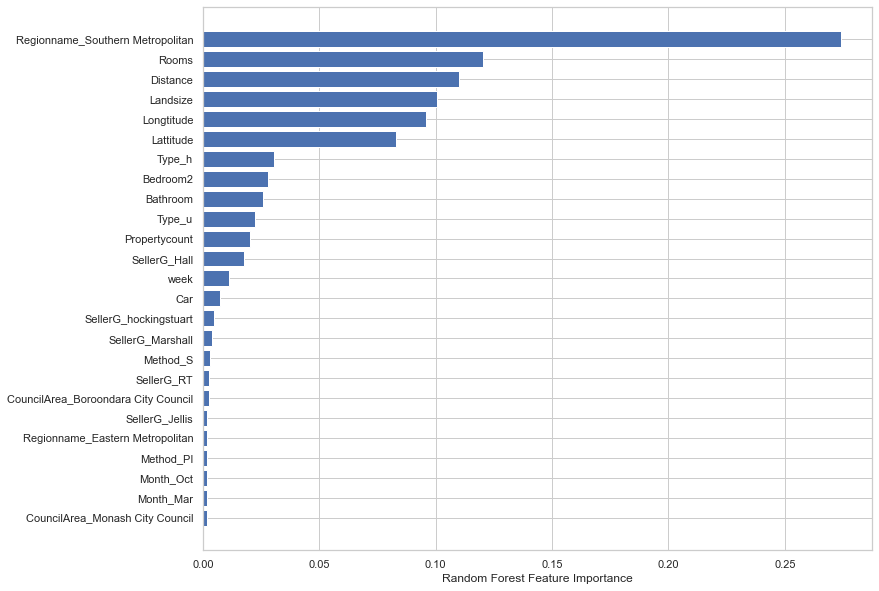 Regionname_Southern Metropolitan
Rooms
Distance
Landsize
Longtitude
Lattitude
Type_h
Bedroom2
Bathroom
Type_u
Propertycount
SellerG_Hall
week
Car
SellerG_hockingstuart
SellerG_Marshall
Method_S
SellerG_RT
CouncilArea_Boroondara City Council
SellerG_Jellis
Regionname_Eastern Metropolitan
Method_PI
Month_Oct
Month_Mar
CouncilArea_Monash City Council
0.00 0.05 0.10 0.15 0.20 0.25
Random Forest Feature Importance